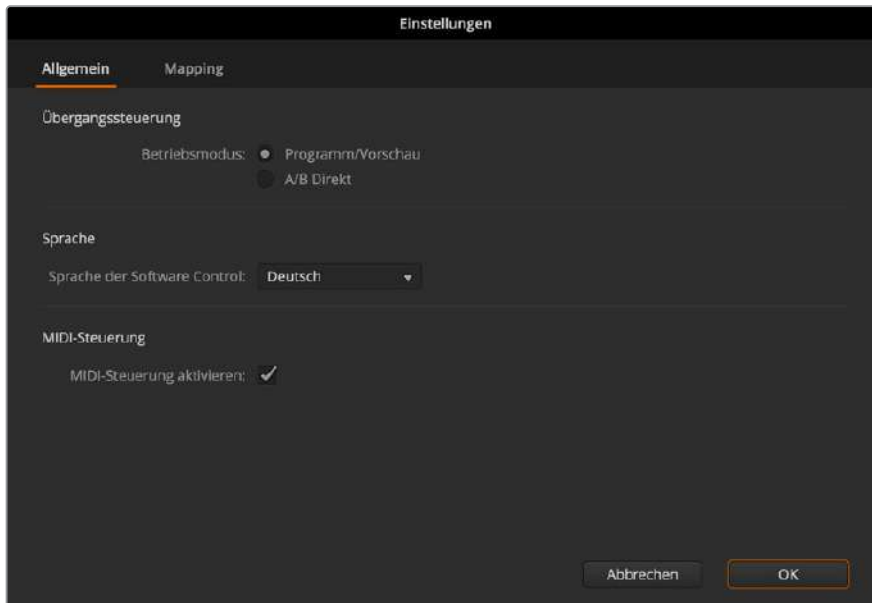 Einstellungen
Allgemein Mapping
Übergangssteuerung
Betriebsmodus: Programm/Vorschau
A/B Direkt
Sprache
Sprache der Software Control: Deutsch
MIDI-Steuerung
MIDI-Steuerung aktivieren:
Abbrechen OK